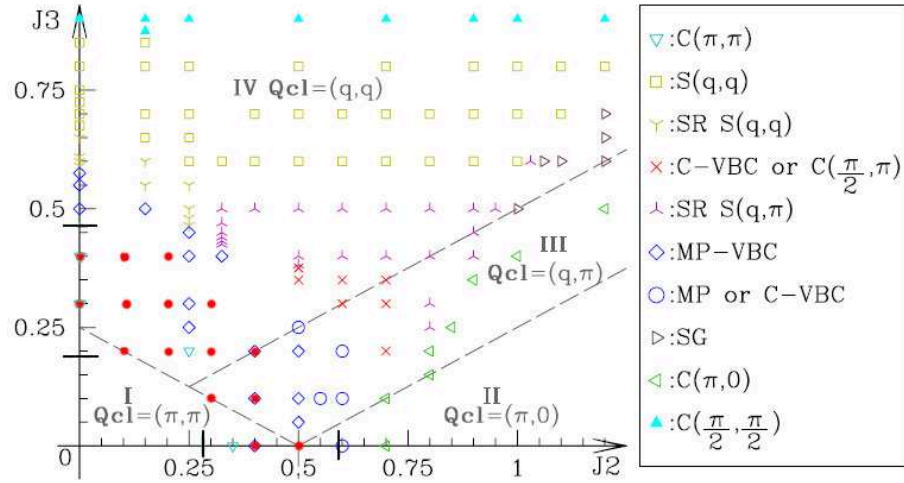 J3
0.75
0.5
0.25
0
0.25
0.5
0.75
1
J2
IV Qcl=(q,q)
III
Qcl=(q,π)
I
Qcl=(π,π)
II
Qcl=(π,0)
:C(π,π)
:S(q,q)
:SR S(q,q)
:C-VBC or C(π/2,π)
:SR S(q,π)
:MP-VBC
:MP or C-VBC
:SG
:C(π,0)
:C(π/2,π/2)